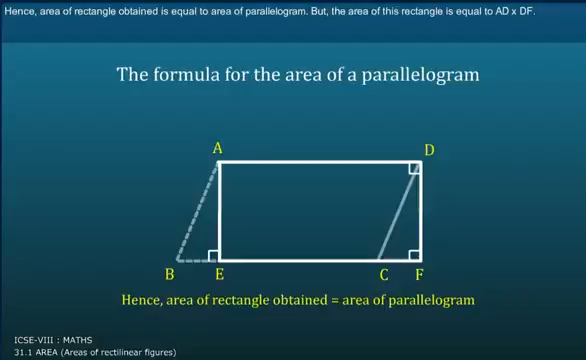 Hence, area of rectangle obtained is equal to area of parallelogram. But, the area of this rectangle is equal to AD x DF.
The formula for the area of a parallelogram
A
D
B
E
C
F
Hence, area of rectangle obtained = area of parallelogram
ICSE-VIII : MATHS
31.1 AREA (Areas of rectilinear figures)